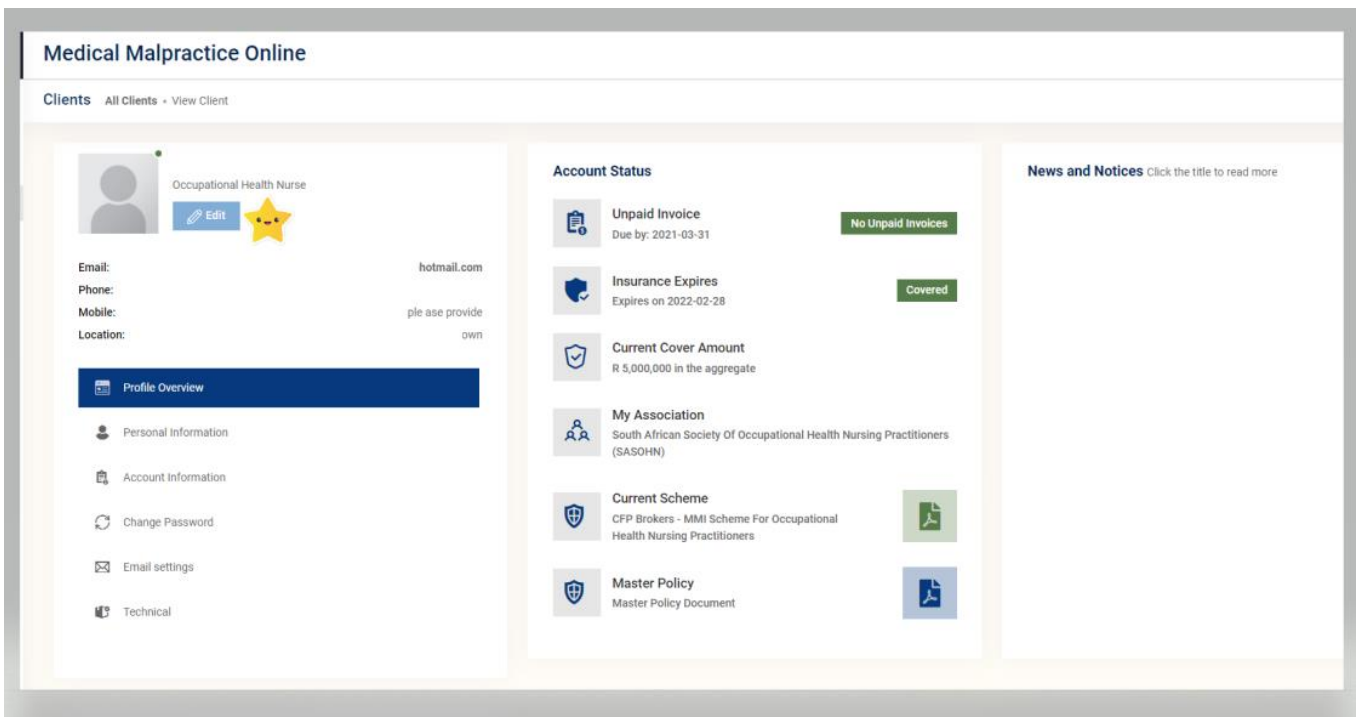 Medical Malpractice Online
Clients All Clients • View Client
Occupational Health Nurse
Edit
Email: hotmail.com
Phone:
Mobile: ple ase provide
Location: own
Profile Overview
Personal Information
Account Information
Change Password
Email settings
Technical
Account Status
Unpaid Invoice
Due by: 2021-03-31
No Unpaid Invoices
Insurance Expires
Expires on 2022-02-28
Covered
Current Cover Amount
R 5,000,000 in the aggregate
My Association
South African Society Of Occupational Health Nursing Practitioners
(SASOHN)
Current Scheme
CFP Brokers - MMI Scheme For Occupational
Health Nursing Practitioners
Master Policy
Master Policy Document
News and Notices Click the title to read more